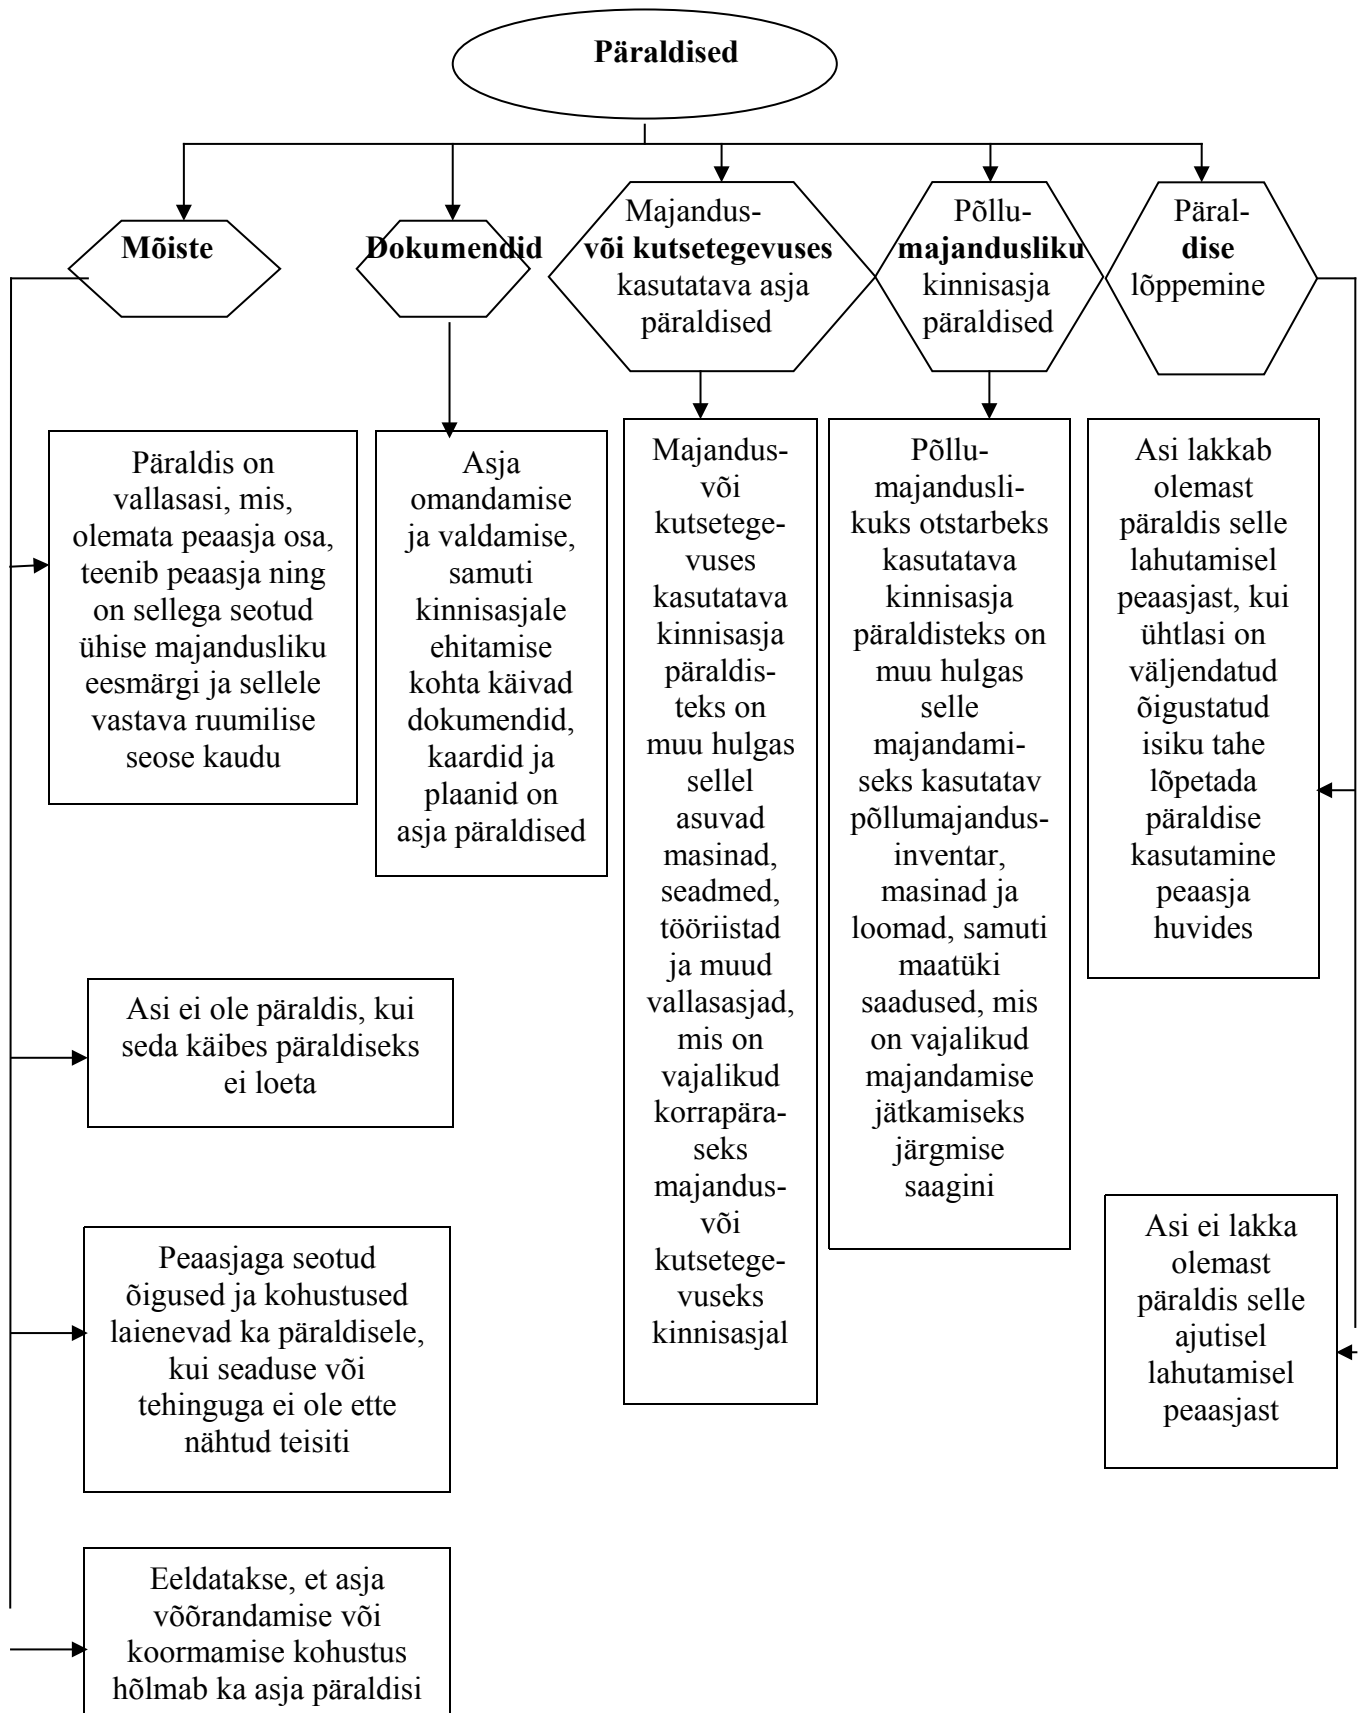 Päraldised
Mõiste
Dokumendid
Majandus-
või kutsetegevuses
kasutatava asja
päraldised
Põllu-
majandusliku
kinnisasja
päraldised
Päral-
dise
lõppemine
Päraldis on
vallasasi, mis,
olemata peaasja osa,
teenib peaasja ning
on sellega seotud
ühise majandusliku
eesmärgi ja sellele
vastava ruumilise
seose kaudu
Asja
omandamise
ja valdamise,
samuti
kinnisasjale
ehitamise
kohta käivad
dokumendid,
kaardid ja
plaanid on
asja päraldised
Majandus-
või
kutsetege-
vuses
kasutatava
kinnisasja
päraldis-
teks on
muu hulgas
sellel
asuvad
masinad,
seadmed,
tööriistad
ja muud
vallasasjad,
mis on
vajalikud
korrapära-
seks
majandus-
või
kutsetege-
vuseks
kinnisasjal
Põllu-
majandusli-
kuks otstarbeks
kasutatava
kinnisasja
päraldisteks on
muu hulgas
selle
majandami-
seks kasutatav
põllumajandus-
inventar,
masinad ja
loomad, samuti
maatüki
saadused, mis
on vajalikud
majandamise
jätkamiseks
järgmise
saagini
Asi lakkab
olemast
päraldis selle
lahutamisel
peaasjast, kui
ühtlasi on
väljendatud
õigustatud
isiku tahe
lõpetada
päraldise
kasutamine
peaasja
huvides
Asi ei ole päraldis, kui
seda käibes päraldiseks
ei loeta
Peaasjaga seotud
õigused ja kohustused
laienevad ka päraldisele,
kui seaduse või
tehinguga ei ole ette
nähtud teisiti
Asi ei lakka
olemast
päraldis selle
ajutisel
lahutamisel
peaasjast
Eeldatakse, et asja
võõrandamise või
koormamise kohustus
hõlmab ka asja päraldisi